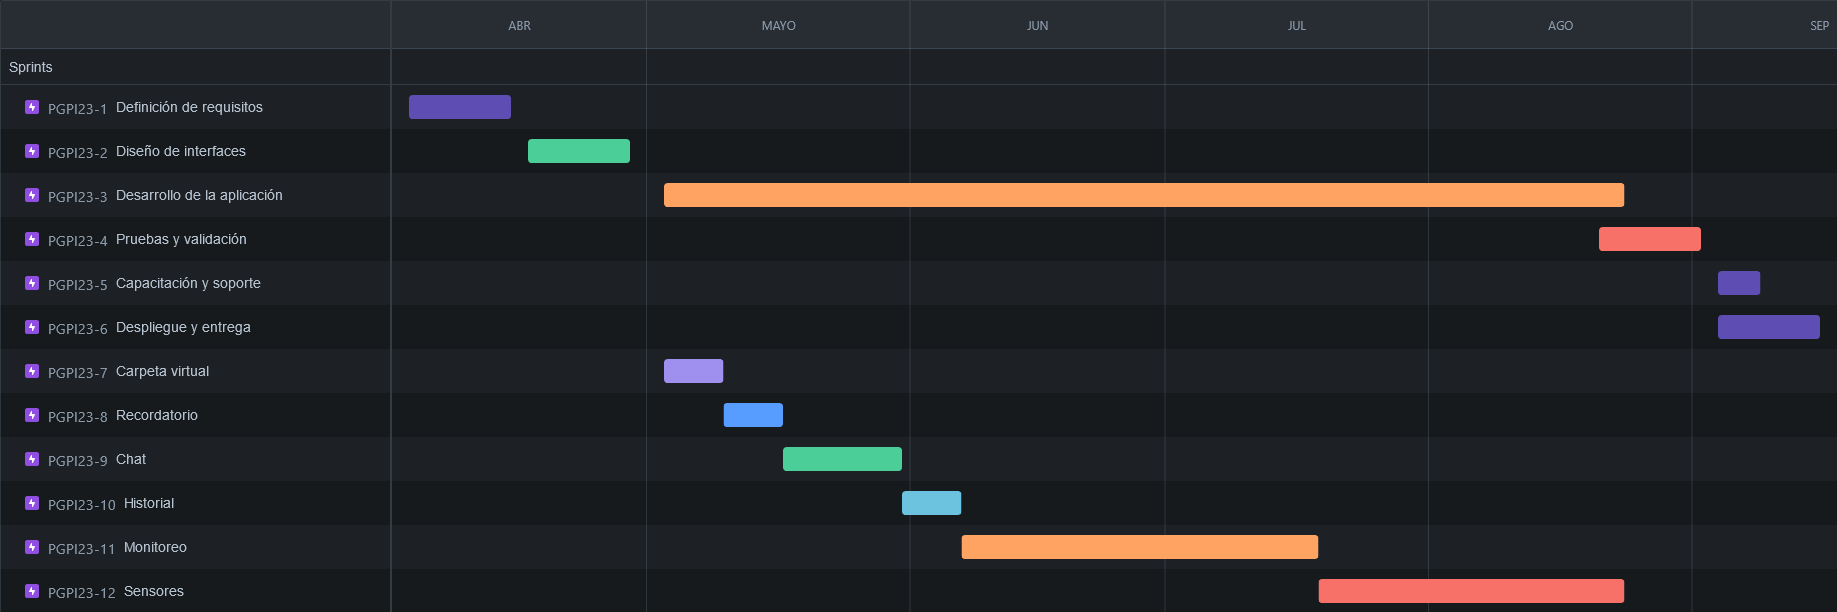 ABR MAYO JUN JUL AGO SEP
Sprints
PGPI23-1 Definición de requisitos
PGPI23-2 Diseño de interfaces
PGPI23-3 Desarrollo de la aplicación
PGPI23-4 Pruebas y validación
PGPI23-5 Capacitación y soporte
PGPI23-6 Despliegue y entrega
PGPI23-7 Carpeta virtual
PGPI23-8 Recordatorio
PGPI23-9 Chat
PGPI23-10 Historial
PGPI23-11 Monitoreo
PGPI23-12 Sensores